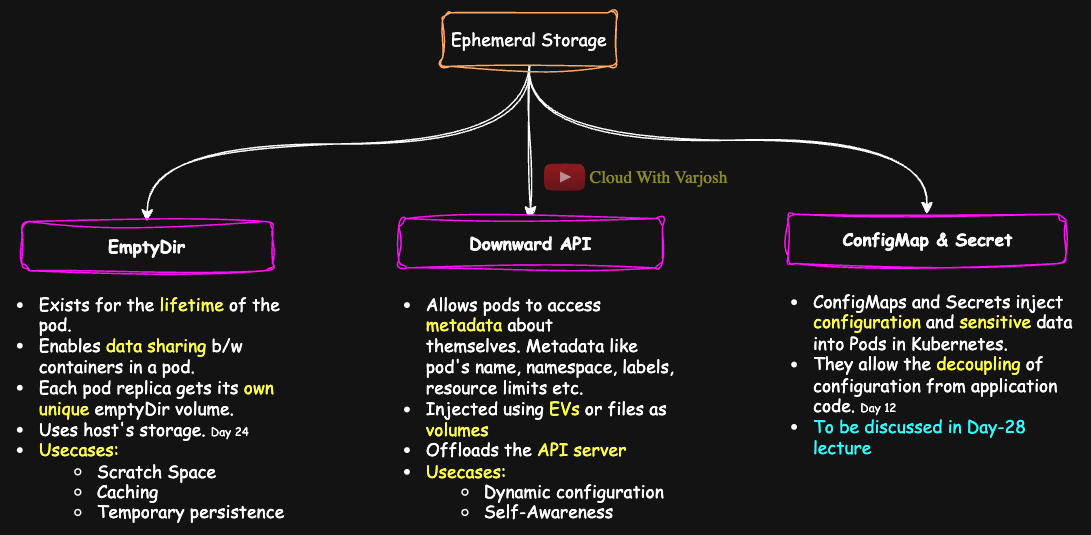 Ephemeral Storage
Cloud With Varjosh
EmptyDir
• Exists for the lifetime of the
pod.
• Enables data sharing b/w
containers in a pod.
• Each pod replica gets its own
unique emptyDir volume.
• Uses host's storage. Day 24
• Usecases:
○ Scratch Space
○ Caching
○ Temporary persistence
Downward API
• Allows pods to access
metadata about
themselves. Metadata like
pod's name, namespace, labels,
resource limits etc.
• Injected using EVs or files as
volumes
• Offloads the API server
• Usecases:
○ Dynamic configuration
○ Self-Awareness
ConfigMap & Secret
• ConfigMaps and Secrets inject
configuration and sensitive data
into Pods in Kubernetes.
• They allow the decoupling of
configuration from application
code. Day 12
• To be discussed in Day-28
lecture